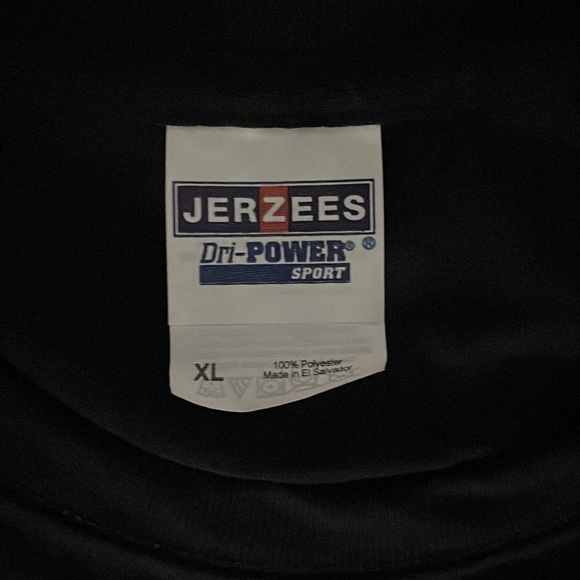 JERZEES
Dri-POWER® ®
SPORT
XL
100% Polyester
Made in El Salvador